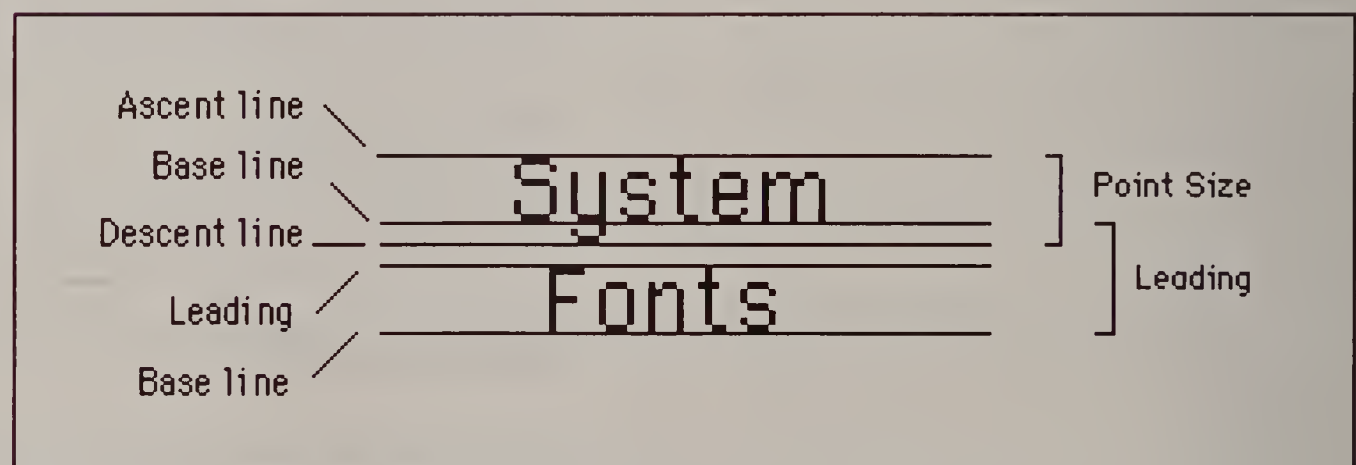 Ascent line
Base line
System
Point Size
Descent line
Leading
Fonts
Leading
Base line